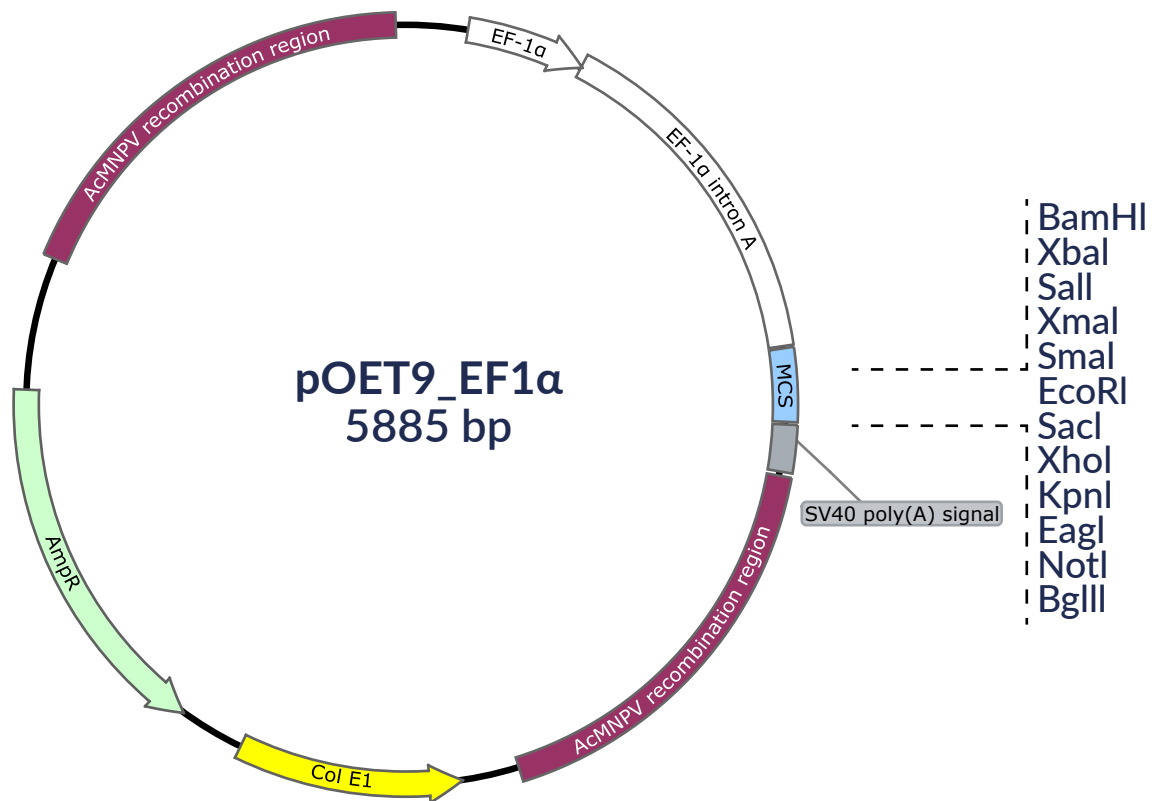 AcMNPV recombination region
EF-1α
EF-1α intron A
BamHI
XbaI
SalI
XmaI
SmaI
EcoRI
SacI
XhoI
KpnI
EagI
NotI
BglII
pOET9_EF1α
5885 bp
MCS
SV40 poly(A) signal
AmpR
AcMNPV recombination region
Col E1